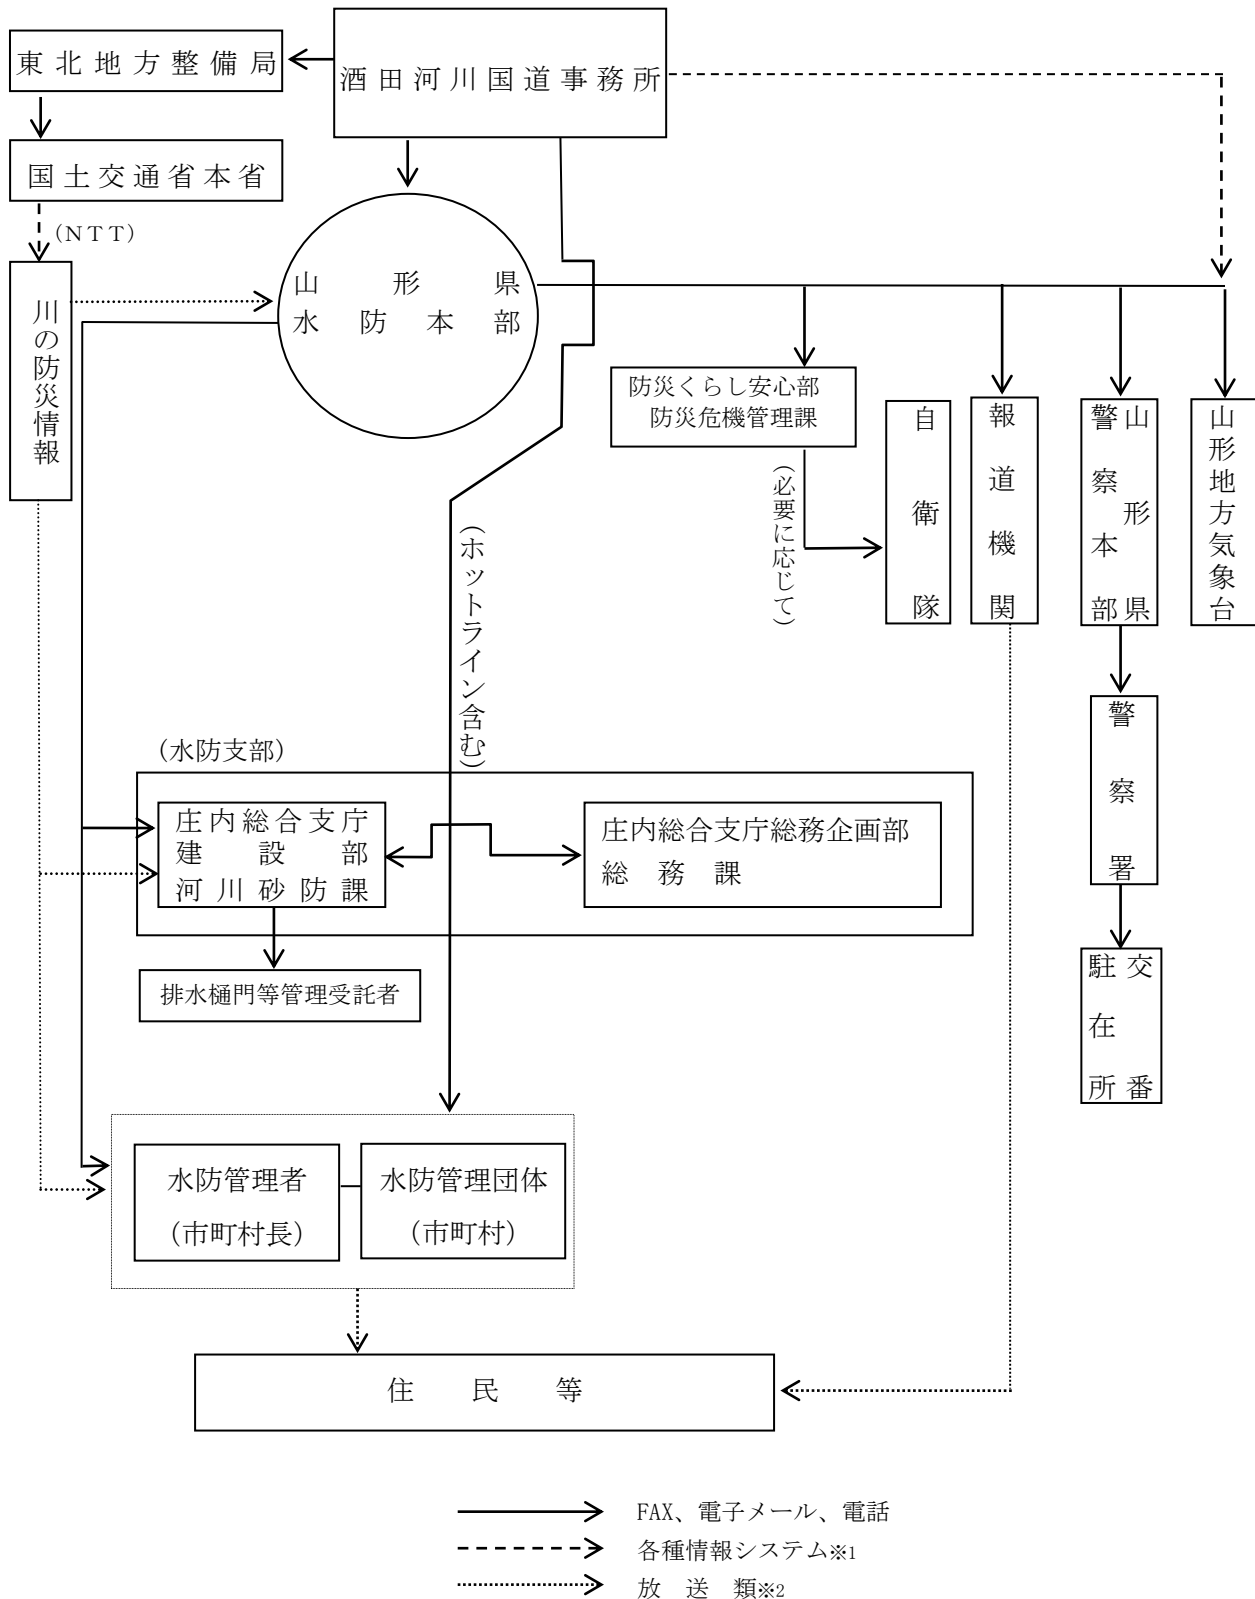 東北地方整備局
酒田河川国道事務所
国土交通省本省
（ＮＴＴ）
川の防災情報
山形県
水防本部
防災くらし安心部
防災危機管理課
（必要に応じて）
自衛隊
報道機関
山形県
警察本部
山形地方気象台
（ホットライン含む）
警察署
交番
駐在所
（水防支部）
庄内総合支庁
建設部
河川砂防課
庄内総合支庁総務企画部
総務課
排水樋門等管理受託者
水防管理者
（市町村長）
水防管理団体
（市町村）
住民等
FAX、電子メール、電話
各種情報システム※1
放送類※2